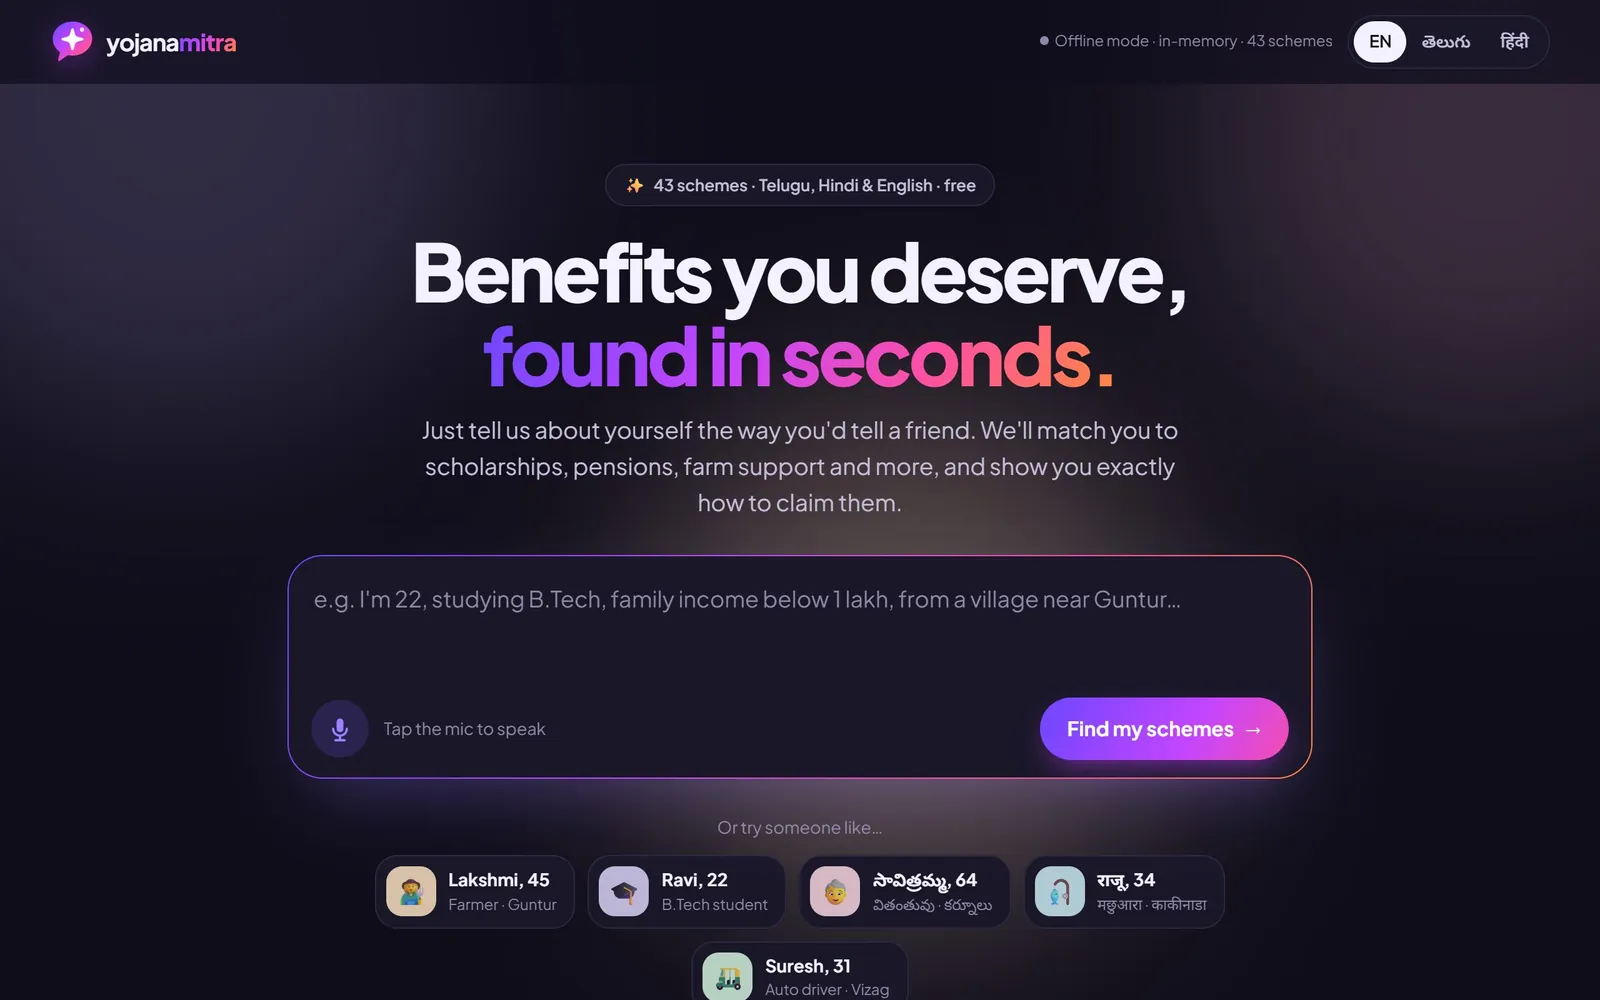 yojanamitra
Offline mode · in-memory · 43 schemes
EN తెలుగు हिंदी
✨ 43 schemes · Telugu, Hindi & English · free
Benefits you deserve,
found in seconds.
Just tell us about yourself the way you'd tell a friend. We'll match you to
scholarships, pensions, farm support and more, and show you exactly
how to claim them.
e.g. I'm 22, studying B.Tech, family income below 1 lakh, from a village near Guntur...
Tap the mic to speak
Find my schemes →
Or try someone like...
Lakshmi, 45
Farmer · Guntur
Ravi, 22
B.Tech student
సావిత్రమ్మ, 64
వితంతువు · కర్నూలు
राजू, 34
मछुआरा · काकीनाडा
Suresh, 31
Auto driver · Vizag